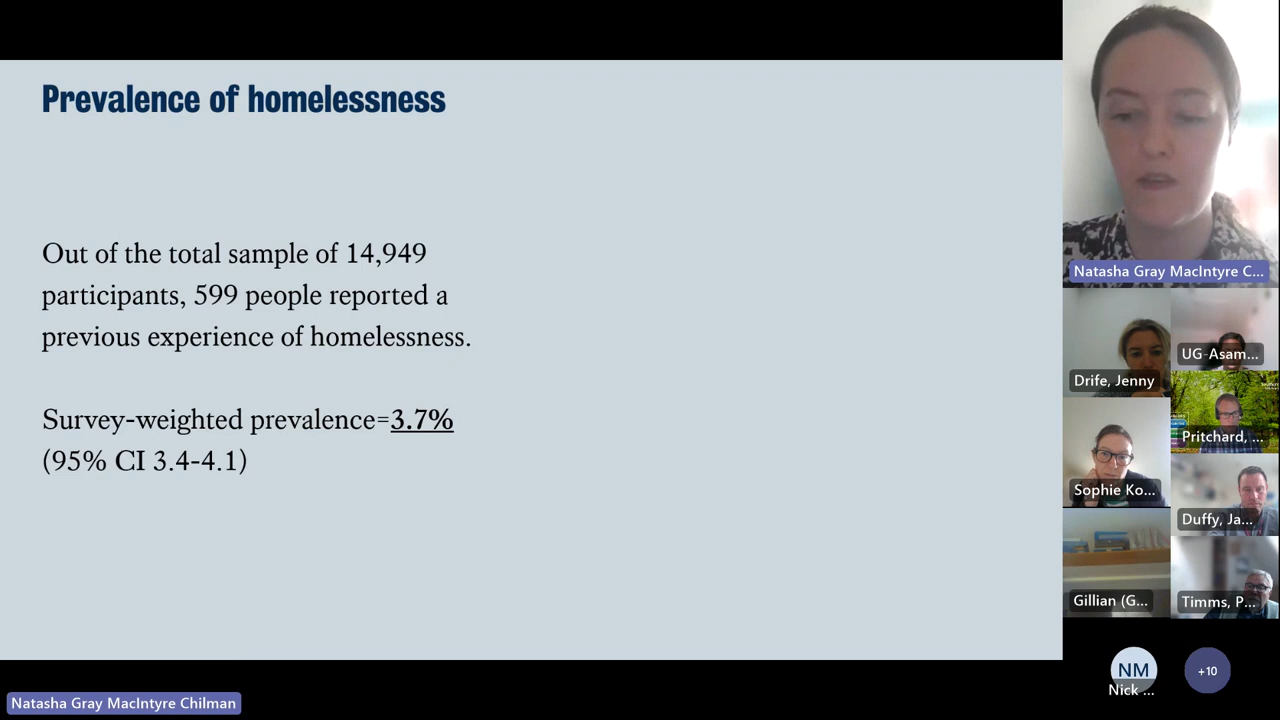 Prevalence of homelessness
Out of the total sample of 14,949
participants, 599 people reported a
previous experience of homelessness.
Survey-weighted prevalence=3.7%
(95% CI 3.4-4.1)
Natasha Gray MacIntyre C...
Drife, Jenny
UG-Asam...
Pritchard, ...
Sophie Ko...
Duffy, Ja...
Gillian (G...
Timms, P...
NM
Nick ...
+10
Natasha Gray MacIntyre Chilman